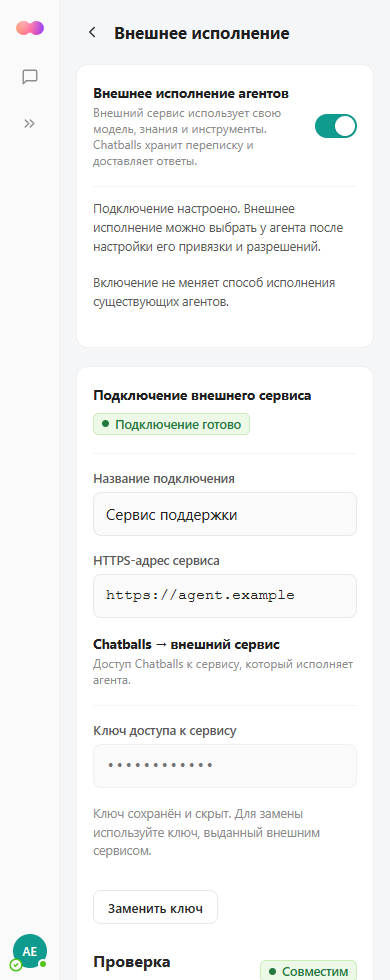 Внешнее исполнение
Внешнее исполнение агентов
Внешний сервис использует свою
модель, знания и инструменты.
Chatballs хранит переписку и
доставляет ответы.
Подключение настроено. Внешнее
исполнение можно выбрать у агента после
настройки его привязки и разрешений.
Включение не меняет способ исполнения
существующих агентов.
Подключение внешнего сервиса
Подключение готово
Название подключения
Сервис поддержки
HTTPS-адрес сервиса
https://agent.example
Chatballs → внешний сервис
Доступ Chatballs к сервису, который исполняет
агента.
Ключ доступа к сервису
••••••••••••
Ключ сохранён и скрыт. Для замены
используйте ключ, выданный внешним
сервисом.
Заменить ключ
Проверка
Совместим
АЕ